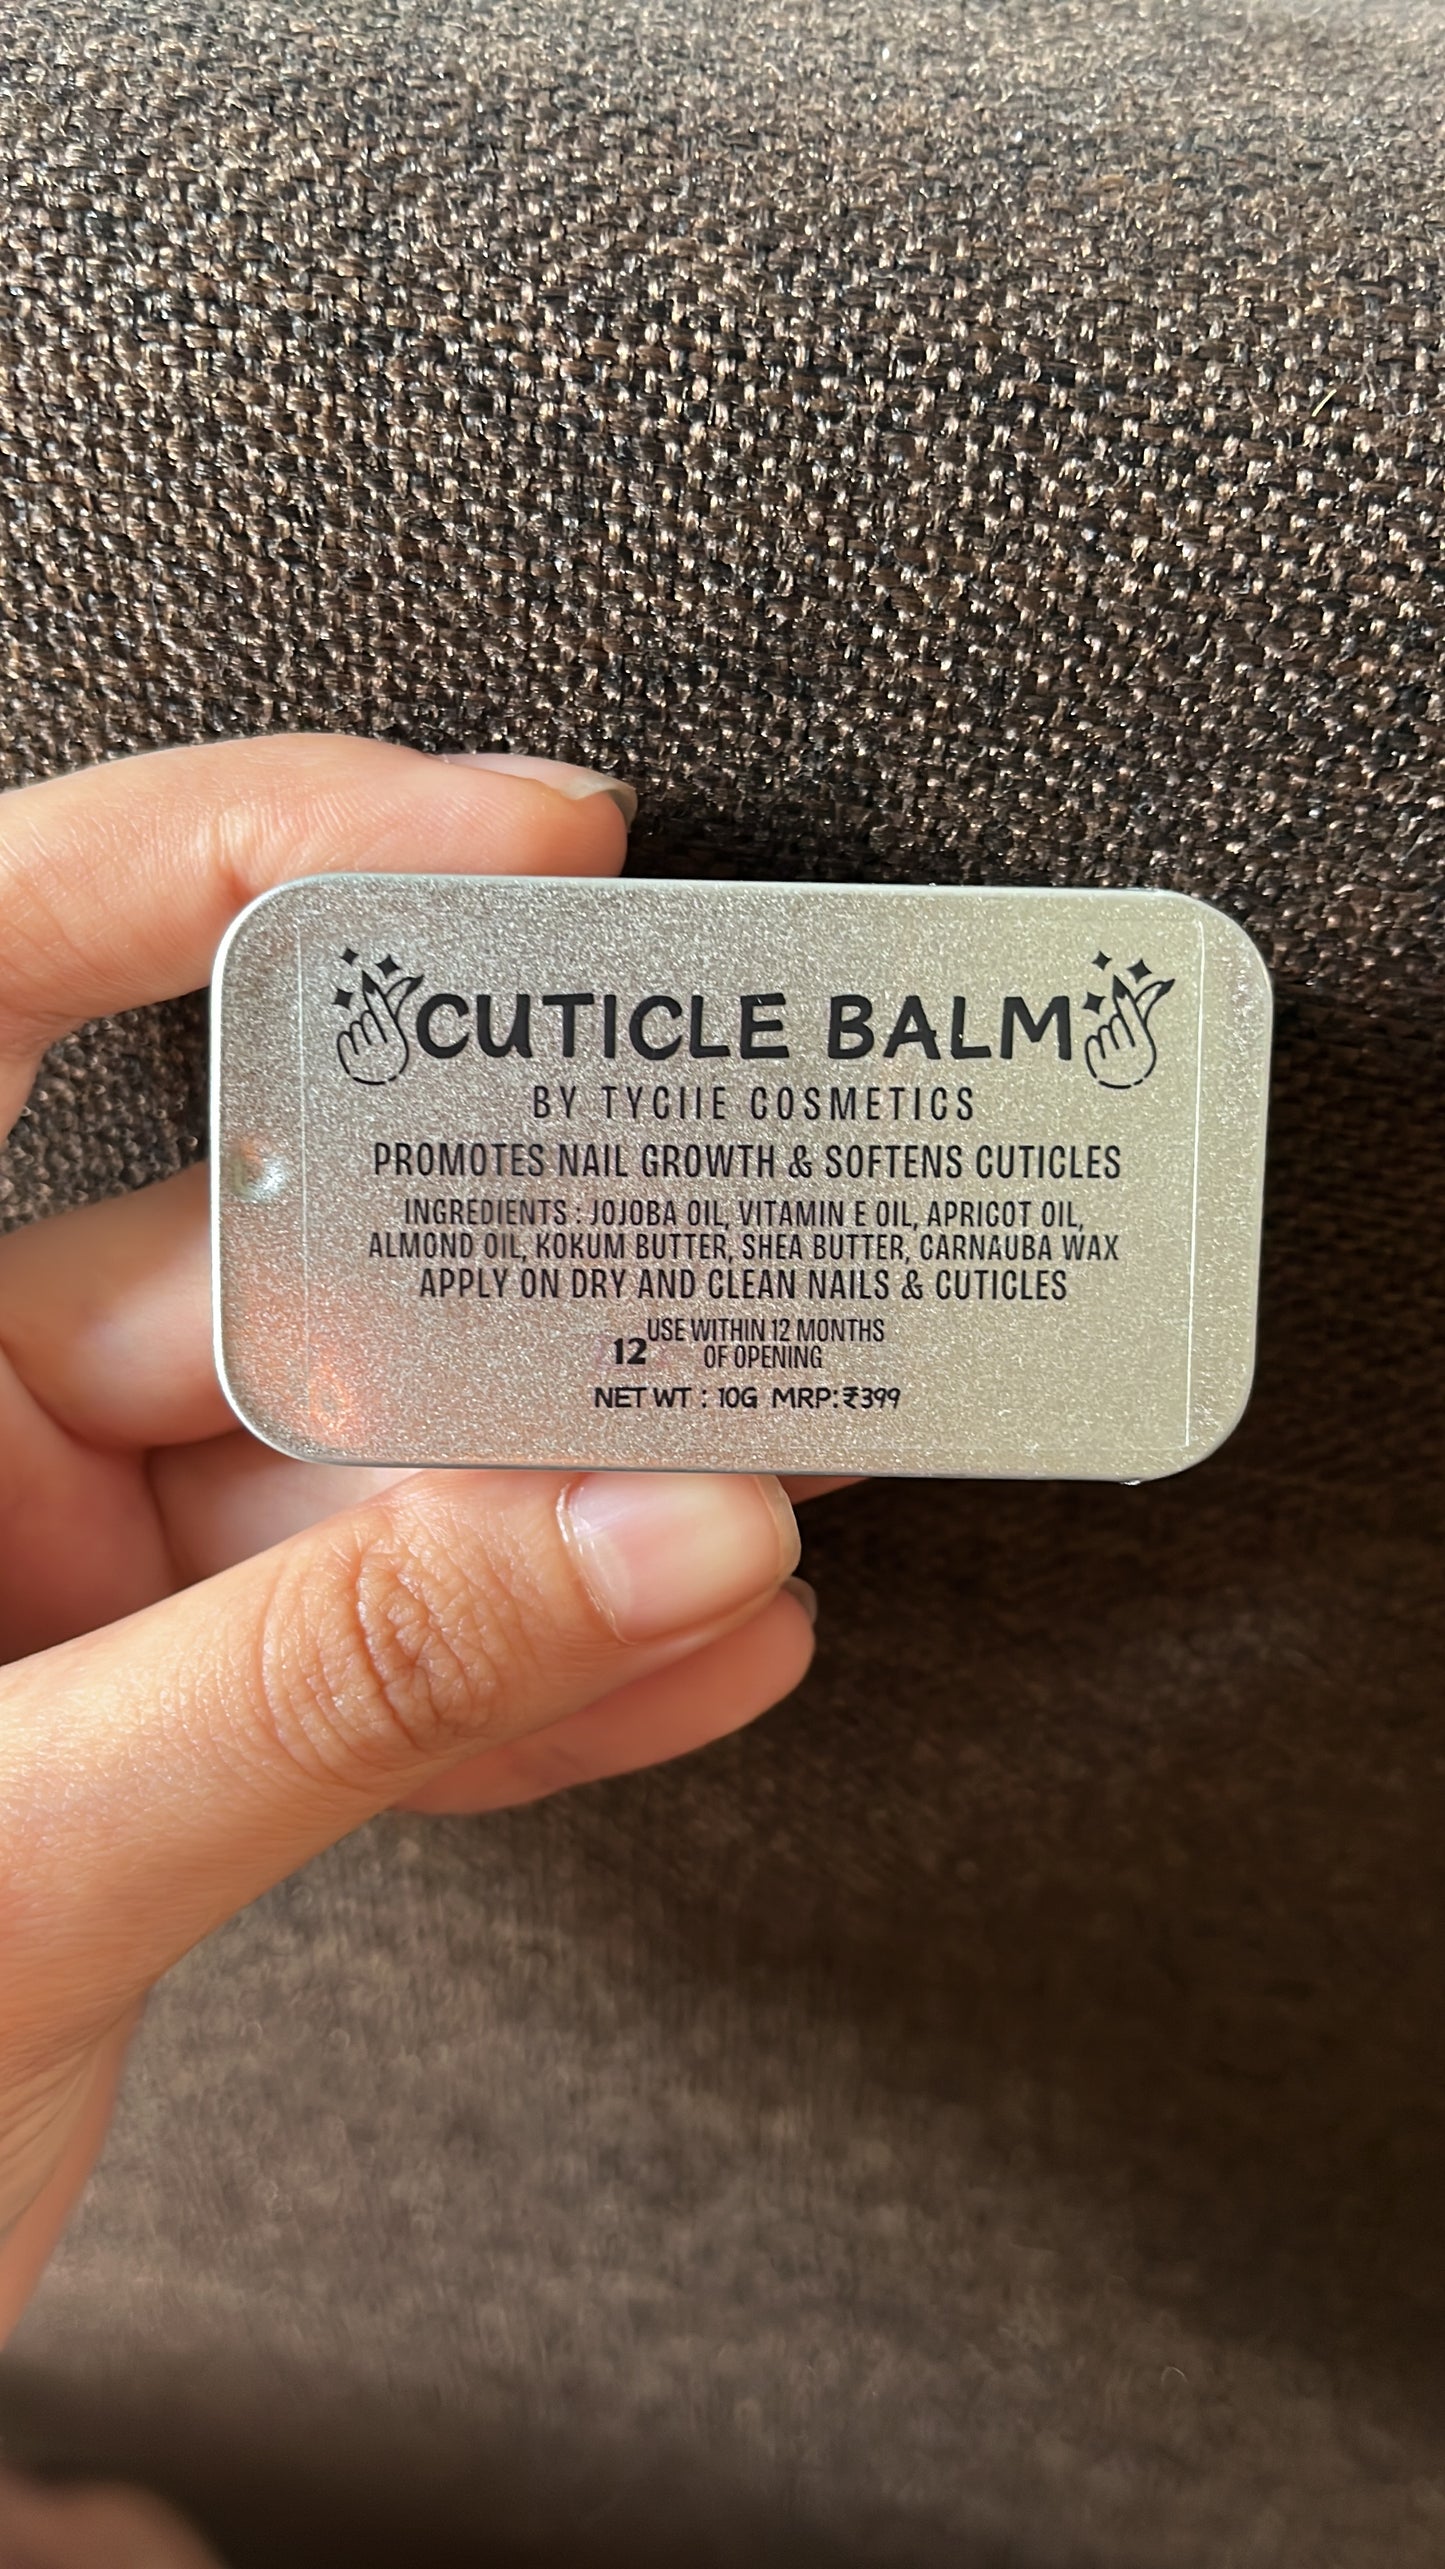 CUTICLE BALM
BY TYCIIE COSMETICS
PROMOTES NAIL GROWTH & SOFTENS CUTICLES
INGREDIENTS : JOJOBA OIL, VITAMIN E OIL, APRICOT OIL,
ALMOND OIL, KOKUM BUTTER, SHEA BUTTER, CARNAUBA WAX
APPLY ON DRY AND CLEAN NAILS & CUTICLES
USE WITHIN 12 MONTHS
12 OF OPENING
NET WT : 10G MRP:₹399